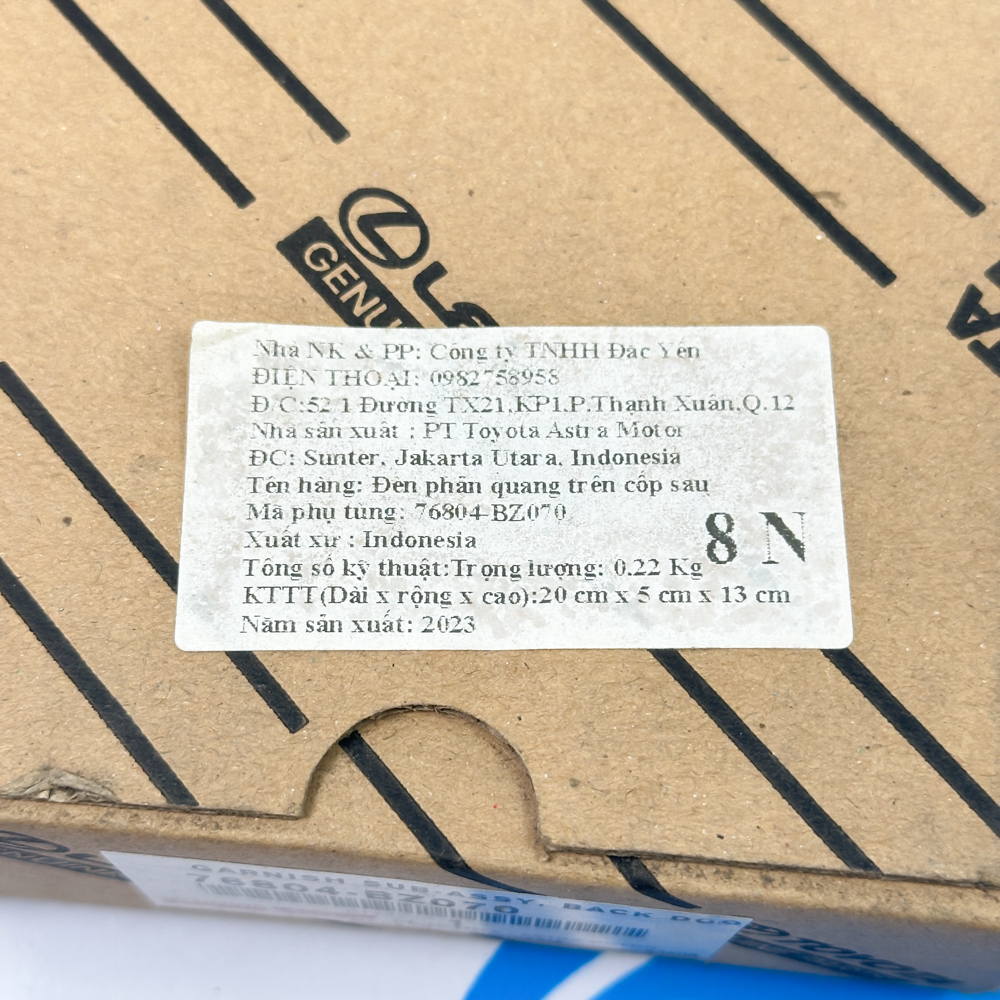 GENU
Nhà NK & PP: Công ty TNHH Đắc Yến
ĐIỆN THOẠI: 0982758958
Đ/C:52/1 Đường TX21,KP1,P.Thạnh Xuân,Q.12
Nhà sản xuất : PT Toyota Astra Motor
ĐC: Sunter, Jakarta Utara, Indonesia
Tên hàng: Đèn phản quang trên cốp sau
Mã phụ tùng: 76804-BZ070
Xuất xứ : Indonesia
8 N
Tổng số kỹ thuật:Trọng lượng: 0.22 Kg
KTTT(Dài x rộng x cao):20 cm x 5 cm x 13 cm
Năm sản xuất: 2023
GARNISH SUB-ASSY, BACK DOO
76804-BZ070
TOYOTA